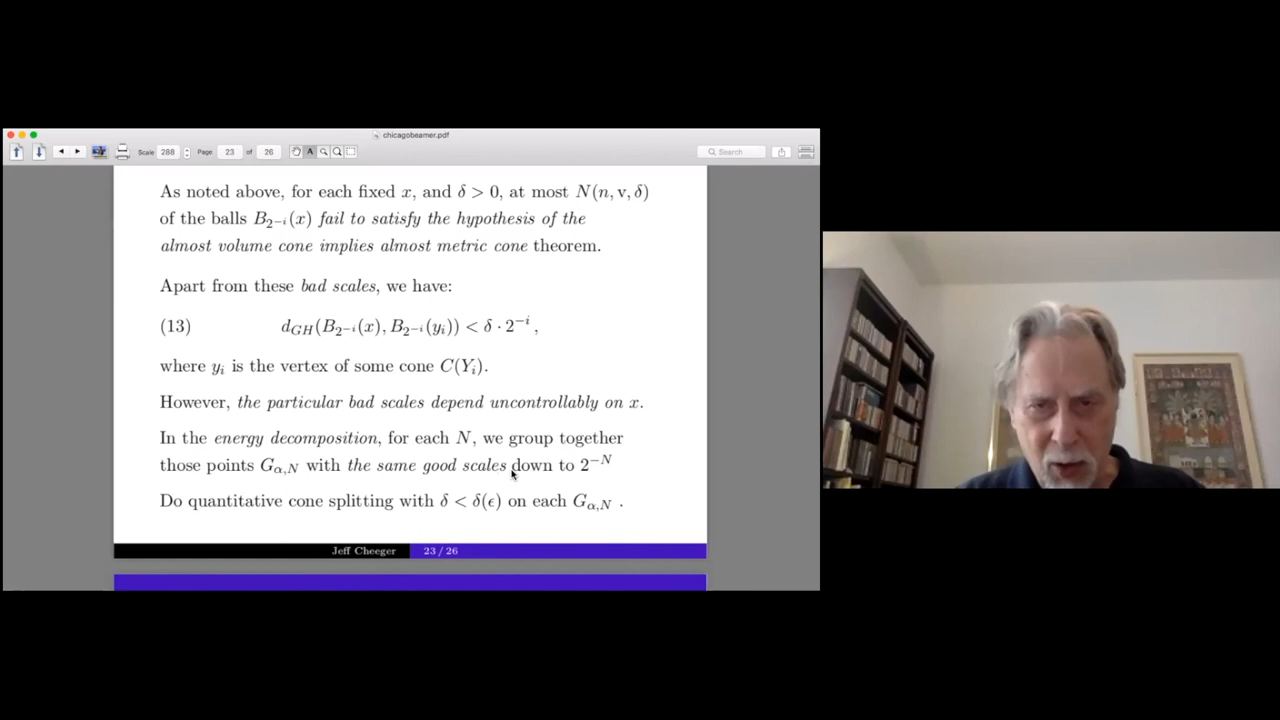 chicagobeamer.pdf
Scale 288 Page 23 of 26 Search
As noted above, for each fixed x, and δ > 0, at most N(n, v, δ)
of the balls B_{2^{-i}}(x) fail to satisfy the hypothesis of the
almost volume cone implies almost metric cone theorem.
Apart from these bad scales, we have:
(13) d_{GH}(B_{2^{-i}}(x), B_{2^{-i}}(y_i)) < δ · 2^{-i} ,
where y_i is the vertex of some cone C(Y_i).
However, the particular bad scales depend uncontrollably on x.
In the energy decomposition, for each N, we group together
those points G_{α,N} with the same good scales down to 2^{-N}
Do quantitative cone splitting with δ < δ(ϵ) on each G_{α,N} .
Jeff Cheeger 23 / 26